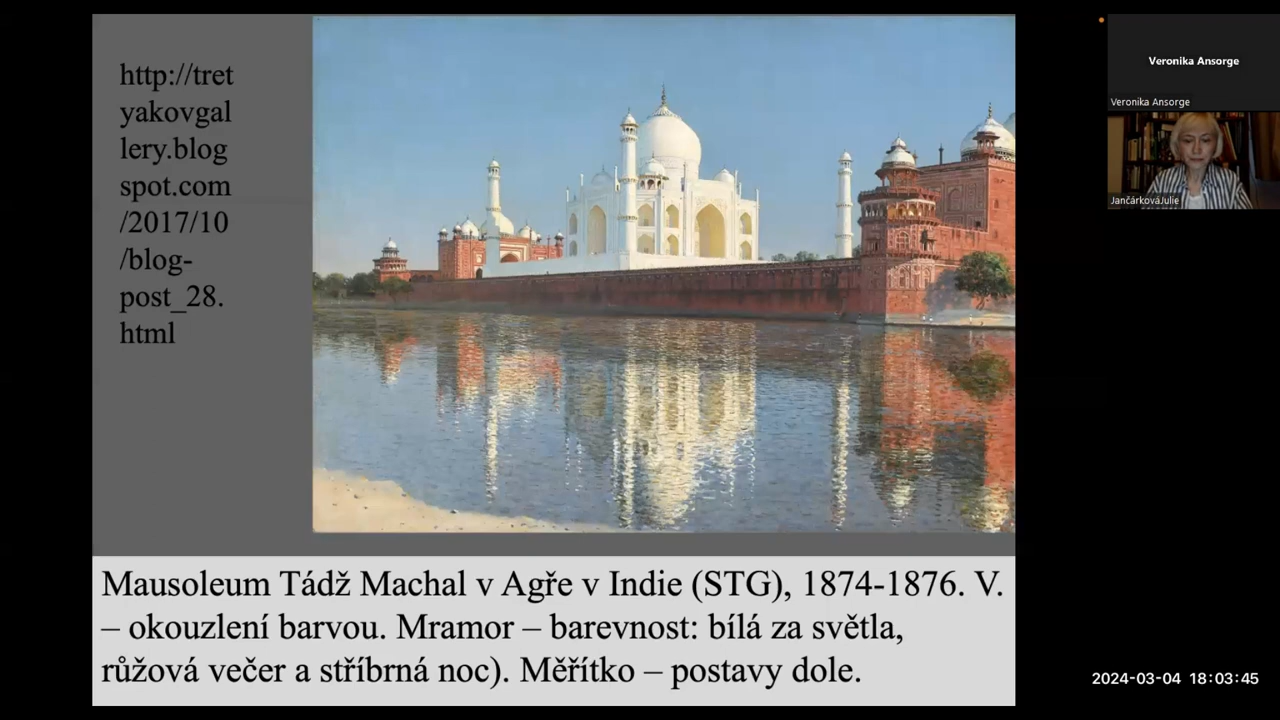 http://tret
yakovgal
lery.blog
spot.com
/2017/10
/blog-
post_28.
html
Mausoleum Tádž Machal v Agře v Indie (STG), 1874-1876. V.
– okouzlení barvou. Mramor – barevnost: bílá za světla,
růžová večer a stříbrná noc). Měřítko – postavy dole.
Veronika Ansorge
Veronika Ansorge
JančárkováJulie
2024-03-04 18:03:45